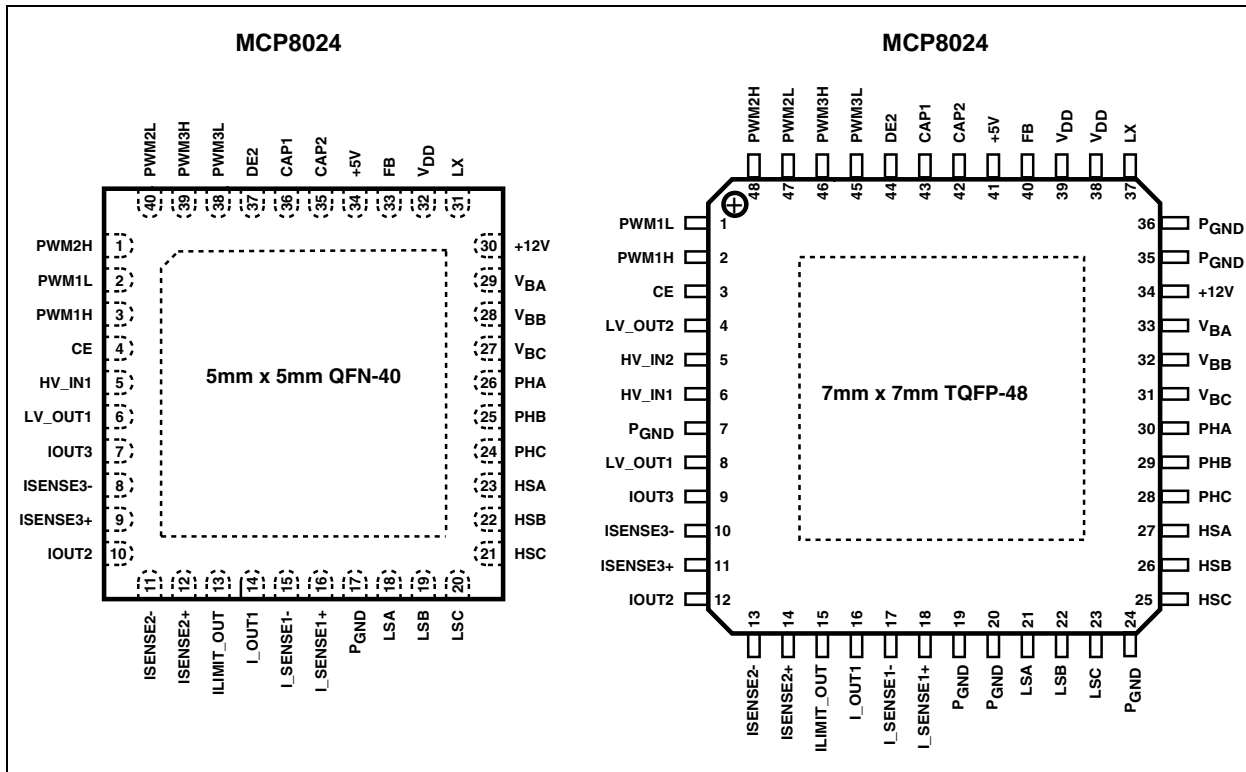 MCP8024
PWM2L
PWM3H
PWM3L
DE2
CAP1
CAP2
+5V
FB
VDD
LX
40
39
38
37
36
35
34
33
32
31
PWM2H 1
PWM1L 2
PWM1H 3
CE 4
HV_IN1 5
LV_OUT1 6
IOUT3 7
ISENSE3- 8
ISENSE3+ 9
IOUT2 10
5mm x 5mm QFN-40
30 +12V
29 VBA
28 VBB
27 VBC
26 PHA
25 PHB
24 PHC
23 HSA
22 HSB
21 HSC
11
12
13
14
15
16
17
18
19
20
ISENSE2-
ISENSE2+
ILIMIT_OUT
I_OUT1
I_SENSE1-
I_SENSE1+
PGND
LSA
LSB
LSC
MCP8024
PWM2H
PWM2L
PWM3H
PWM3L
DE2
CAP1
CAP2
+5V
FB
VDD
VDD
LX
48
47
46
45
44
43
42
41
40
39
38
37
PWM1L 1
PWM1H 2
CE 3
LV_OUT2 4
HV_IN2 5
HV_IN1 6
PGND 7
LV_OUT1 8
IOUT3 9
ISENSE3- 10
ISENSE3+ 11
IOUT2 12
7mm x 7mm TQFP-48
36 PGND
35 PGND
34 +12V
33 VBA
32 VBB
31 VBC
30 PHA
29 PHB
28 PHC
27 HSA
26 HSB
25 HSC
13
14
15
16
17
18
19
20
21
22
23
24
ISENSE2-
ISENSE2+
ILIMIT_OUT
I_OUT1
I_SENSE1-
I_SENSE1+
PGND
PGND
LSA
LSB
LSC
PGND